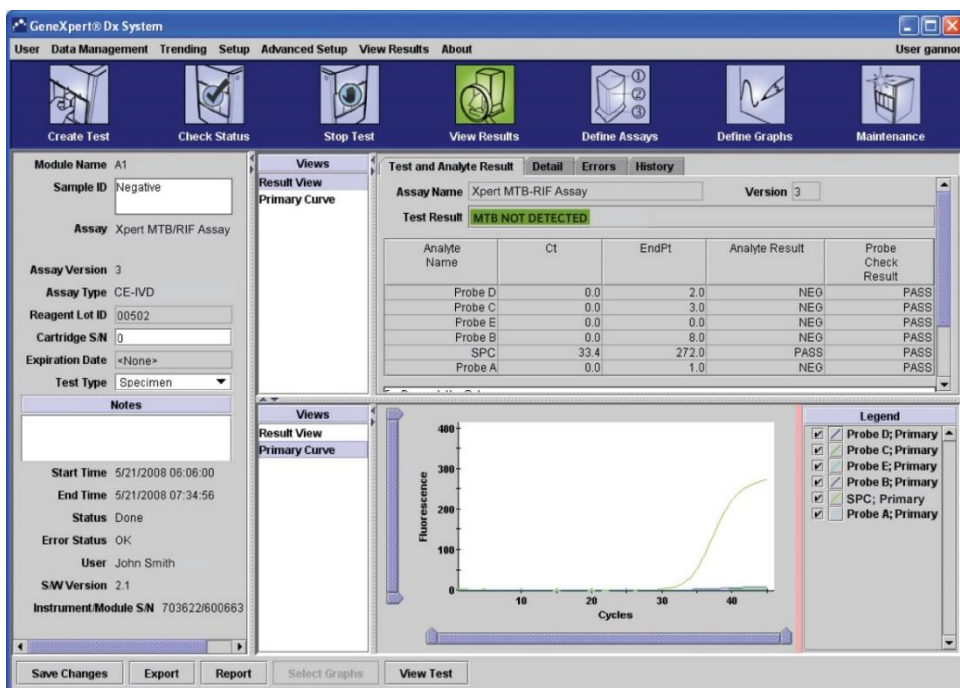 GeneXpert® Dx System
User Data Management Trending Setup Advanced Setup View Results About User gannon
Create Test Check Status Stop Test View Results Define Assays Define Graphs Maintenance
Module Name A1
Sample ID Negative
Assay Xpert MTB/RIF Assay
Assay Version 3
Assay Type CE-IVD
Reagent Lot ID 00502
Cartridge S/N 0
Expiration Date <None>
Test Type Specimen
Notes
Start Time 5/21/2008 06:06:00
End Time 5/21/2008 07:34:56
Status Done
Error Status OK
User John Smith
S/W Version 2.1
Instrument/Module S/N 703622/600663
Views
Result View
Primary Curve
Test and Analyte Result Detail Errors History
Assay Name Xpert MTB-RIF Assay Version 3
Test Result MTB NOT DETECTED
Analyte Name Ct EndPt Analyte Result Probe Check Result
Probe D 0.0 2.0 NEG PASS
Probe C 0.0 3.0 NEG PASS
Probe E 0.0 0.0 NEG PASS
Probe B 0.0 8.0 NEG PASS
SPC 33.4 272.0 PASS PASS
Probe A 0.0 1.0 NEG PASS
Views
Result View
Primary Curve
400
300
200
100
0
Fluorescence
10 20 30 40
Cycles
Legend
Probe D; Primary
Probe C; Primary
Probe E; Primary
Probe B; Primary
SPC; Primary
Probe A; Primary
Save Changes Export Report Select Graphs View Test